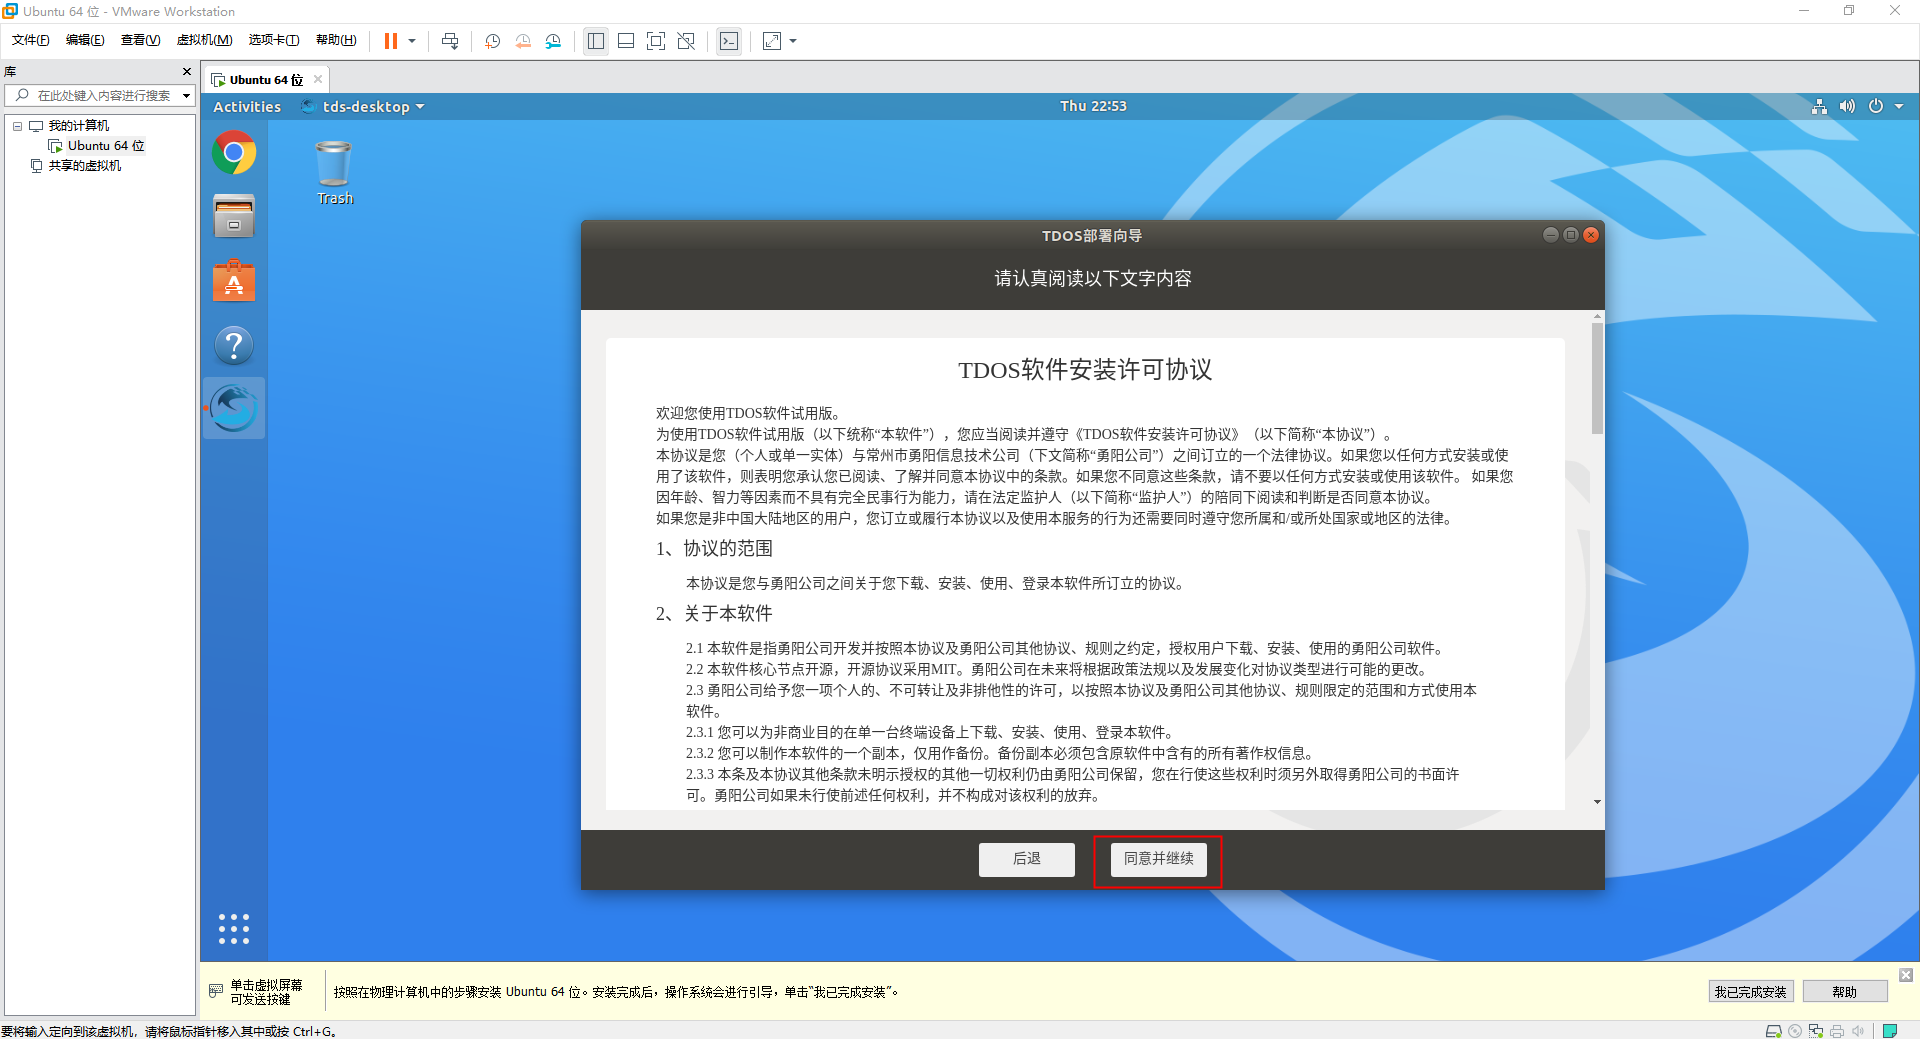 Ubuntu 64 位 - VMware Workstation
文件(F) 编辑(E) 查看(V) 虚拟机(M) 选项卡(T) 帮助(H)
库
在此处键入内容进行搜索
我的计算机
Ubuntu 64 位
共享的虚拟机
Ubuntu 64 位
Activities tds-desktop Thu 22:53
Trash
TDOS部署向导
请认真阅读以下文字内容
TDOS软件安装许可协议
欢迎您使用TDOS软件试用版。
为使用TDOS软件试用版（以下统称“本软件”），您应当阅读并遵守《TDOS软件安装许可协议》（以下简称“本协议”）。
本协议是您（个人或单一实体）与常州市勇阳信息技术公司（下文简称“勇阳公司”）之间订立的一个法律协议。如果您以任何方式安装或使
用了该软件，则表明您承认您已阅读、了解并同意本协议中的条款。如果您不同意这些条款，请不要以任何方式安装或使用该软件。 如果您
因年龄、智力等因素而不具有完全民事行为能力，请在法定监护人（以下简称“监护人”）的陪同下阅读和判断是否同意本协议。
如果您是非中国大陆地区的用户，您订立或履行本协议以及使用本服务的行为还需要同时遵守您所属和/或所处国家或地区的法律。
1、协议的范围
本协议是您与勇阳公司之间关于您下载、安装、使用、登录本软件所订立的协议。
2、关于本软件
2.1 本软件是指勇阳公司开发并按照本协议及勇阳公司其他协议、规则之约定，授权用户下载、安装、使用的勇阳公司软件。
2.2 本软件核心节点开源，开源协议采用MIT。勇阳公司在未来将根据政策法规以及发展变化对协议类型进行可能的更改。
2.3 勇阳公司给予您一项个人的、不可转让及非排他性的许可，以按照本协议及勇阳公司其他协议、规则限定的范围和方式使用本
软件。
2.3.1 您可以为非商业目的在单一台终端设备上下载、安装、使用、登录本软件。
2.3.2 您可以制作本软件的一个副本，仅用作备份。备份副本必须包含原软件中含有的所有著作权信息。
2.3.3 本条及本协议其他条款未明示授权的其他一切权利仍由勇阳公司保留，您在行使这些权利时须另外取得勇阳公司的书面许
可。勇阳公司如果未行使前述任何权利，并不构成对该权利的放弃。
后退 同意并继续
单击虚拟屏幕
可发送按键
按照在物理计算机中的步骤安装 Ubuntu 64 位。安装完成后，操作系统会进行引导，单击“我已完成安装”。
我已完成安装 帮助
要将输入定向到该虚拟机，请将鼠标指针移入其中或按 Ctrl+G。